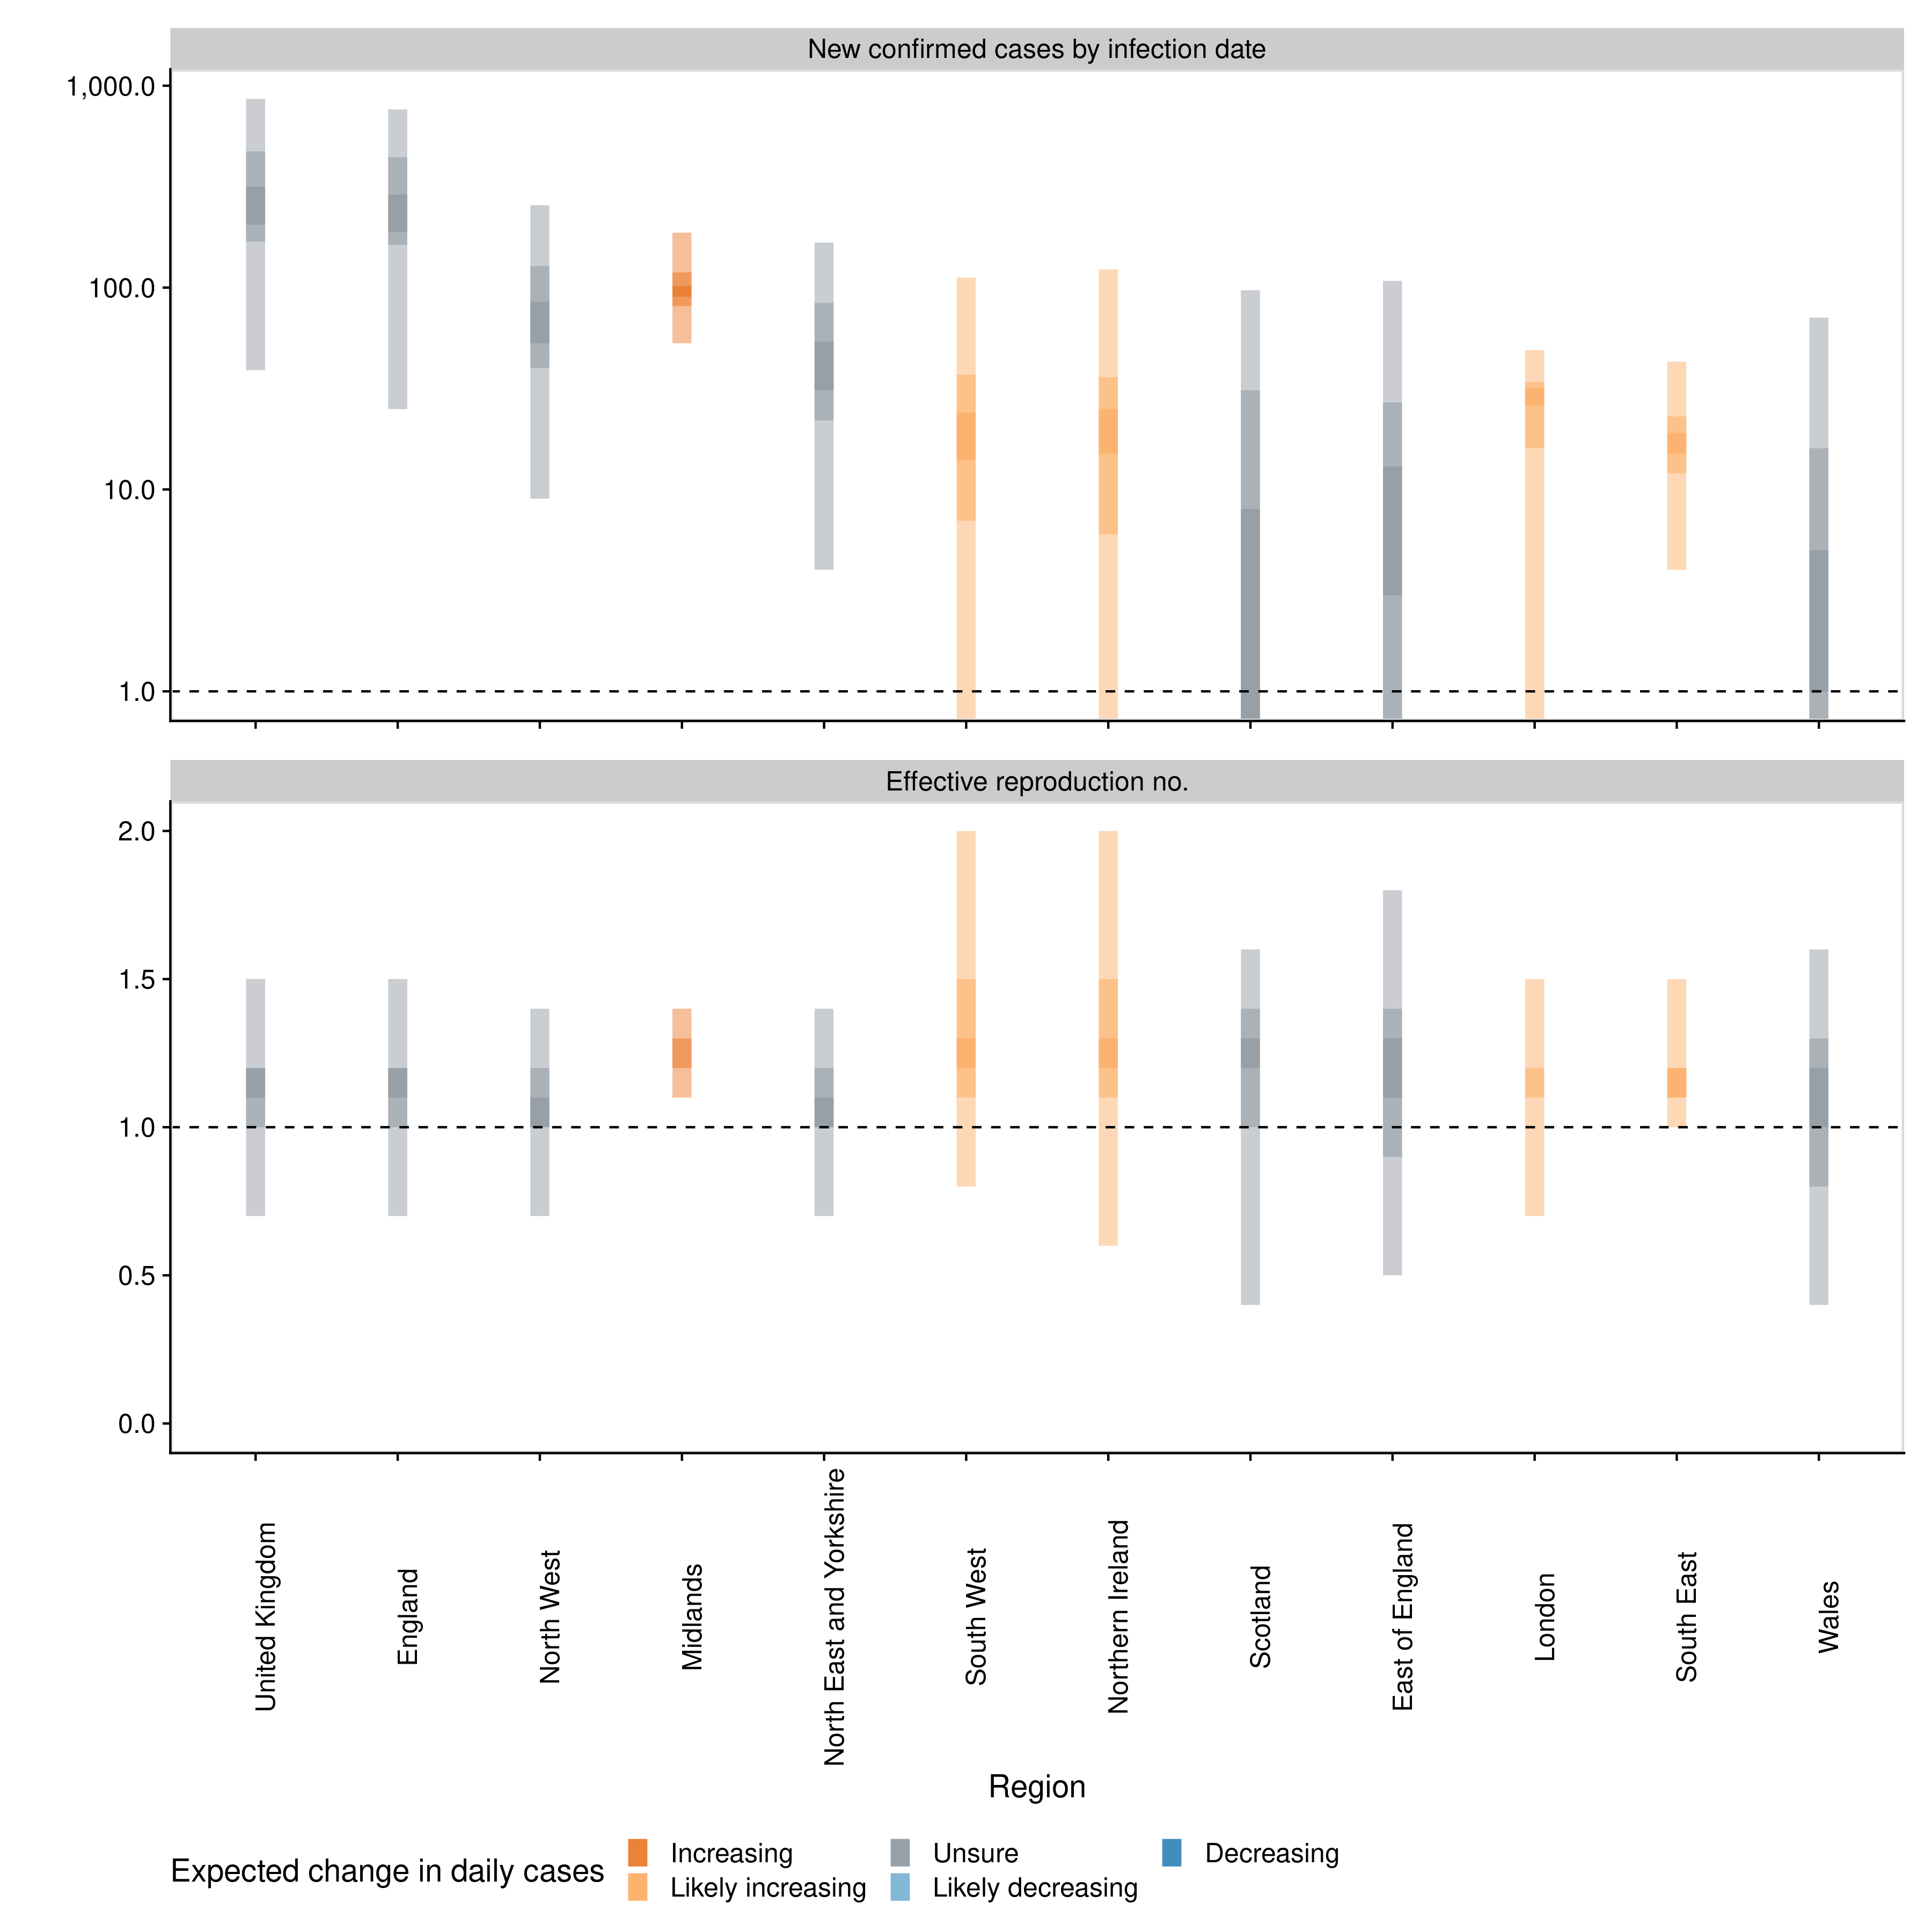 New confirmed cases by infection date
1,000.0
100.0
10.0
1.0
Effective reproduction no.
2.0
1.5
1.0
0.5
0.0
United Kingdom
England
North West
Midlands
North East and Yorkshire
South West
Northern Ireland
Scotland
East of England
London
South East
Wales
Region
Expected change in daily cases
Increasing
Likely increasing
Unsure
Likely decreasing
Decreasing